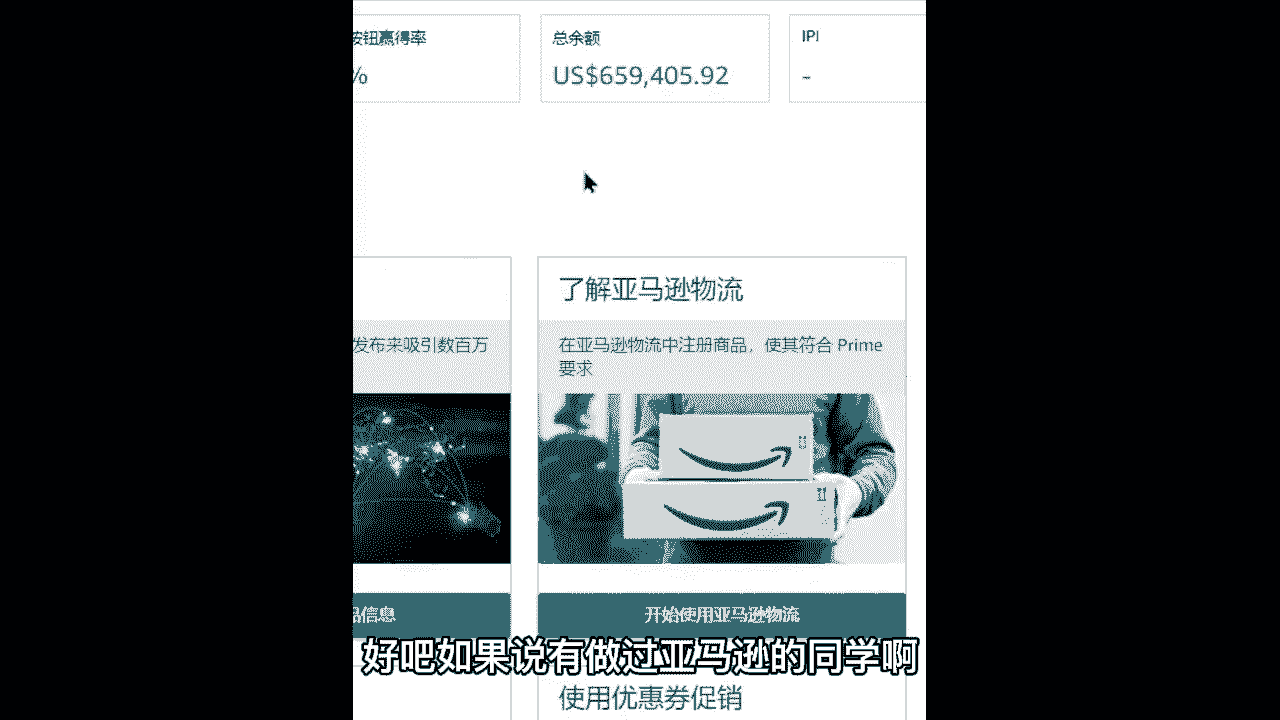 按钮赢得率
总余额
IPI
%
US$659,405.92
-
了解亚马逊物流
发布来吸引数百万
在亚马逊物流中注册商品，使其符合 Prime
要求
品信息
开始使用亚马逊物流
好吧如果说有做过亚马逊的同学啊
使用优惠券促销